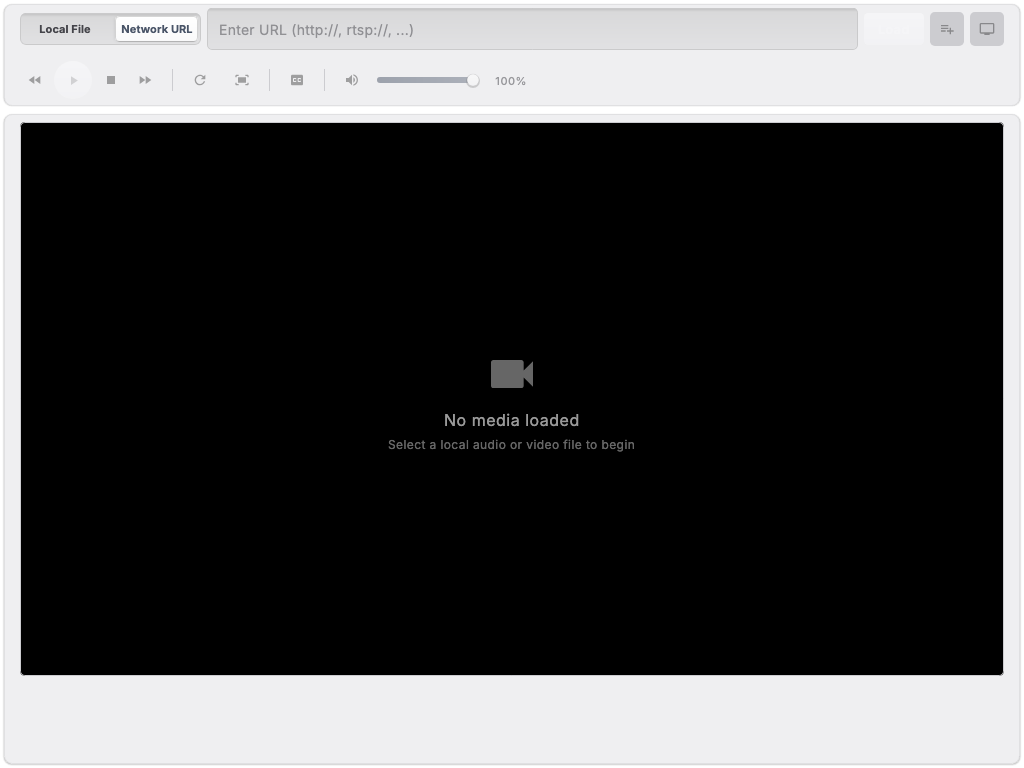 Local File
Network URL
Enter URL (http://, rtsp://, ...)
CC
100%
No media loaded
Select a local audio or video file to begin